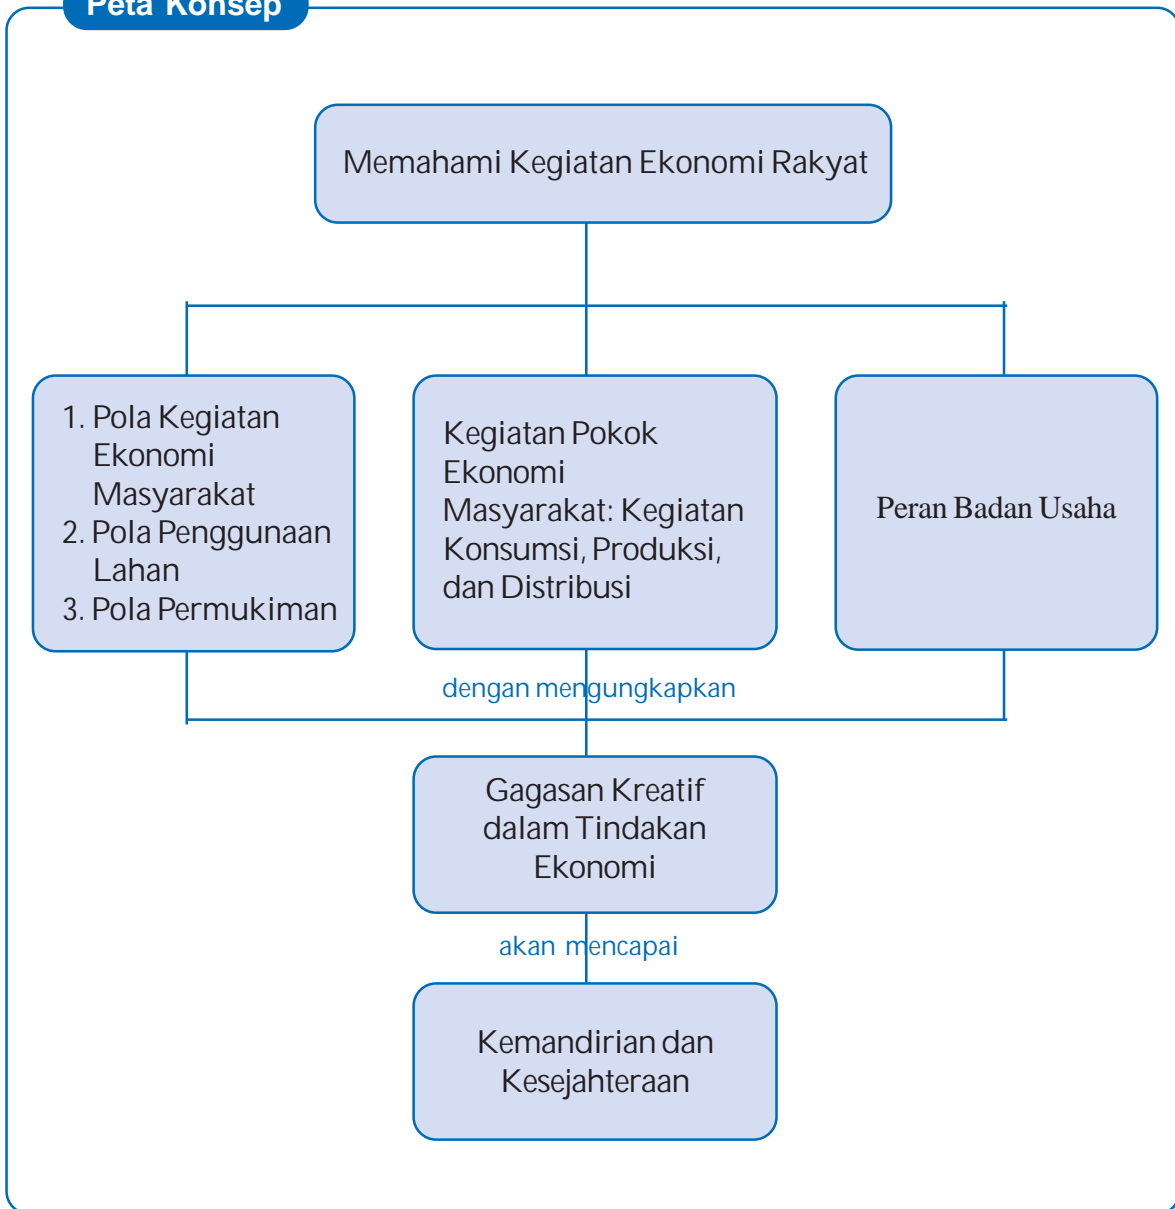 Peta Konsep
Memahami Kegiatan Ekonomi Rakyat
1. Pola Kegiatan
Ekonomi
Masyarakat
2. Pola Penggunaan
Lahan
3. Pola Permukiman
Kegiatan Pokok
Ekonomi
Masyarakat: Kegiatan
Konsumsi, Produksi,
dan Distribusi
Peran Badan Usaha
dengan mengungkapkan
Gagasan Kreatif
dalam Tindakan
Ekonomi
akan mencapai
Kemandirian dan
Kesejahteraan